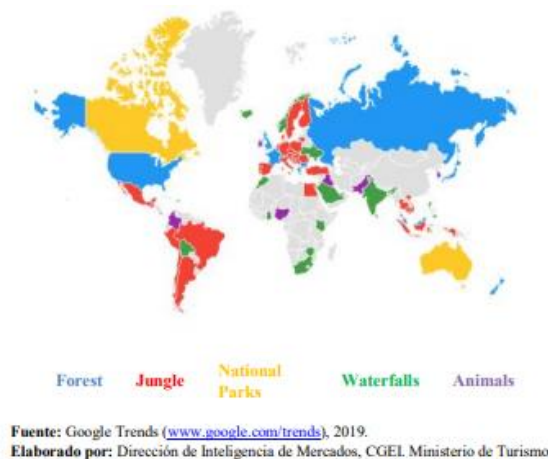 Forest Jungle National Parks Waterfalls Animals
Fuente: Google Trends (www.google.com/trends), 2019.
Elaborado por: Dirección de Inteligencia de Mercados, CGEI. Ministerio de Turismo